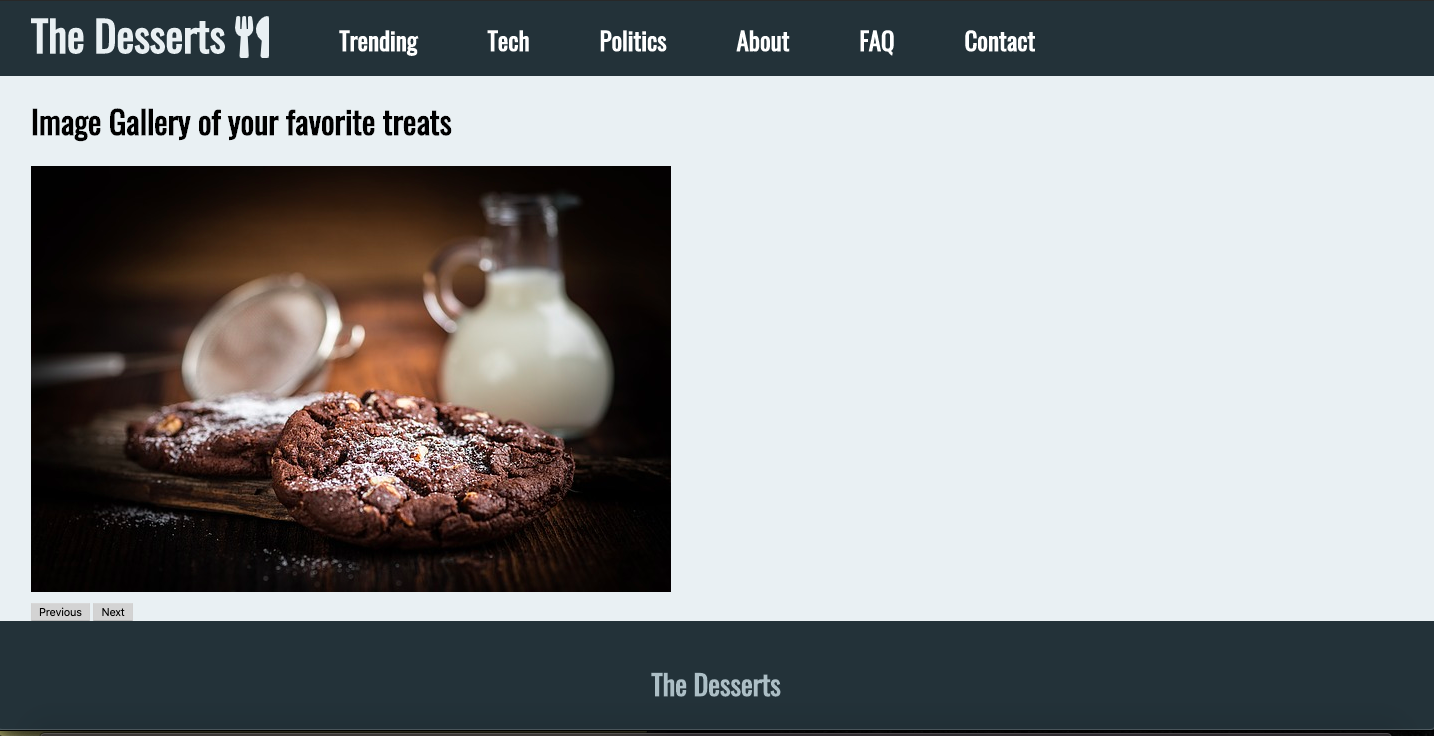 The Desserts
Trending Tech Politics About FAQ Contact
Image Gallery of your favorite treats
Previous Next
The Desserts